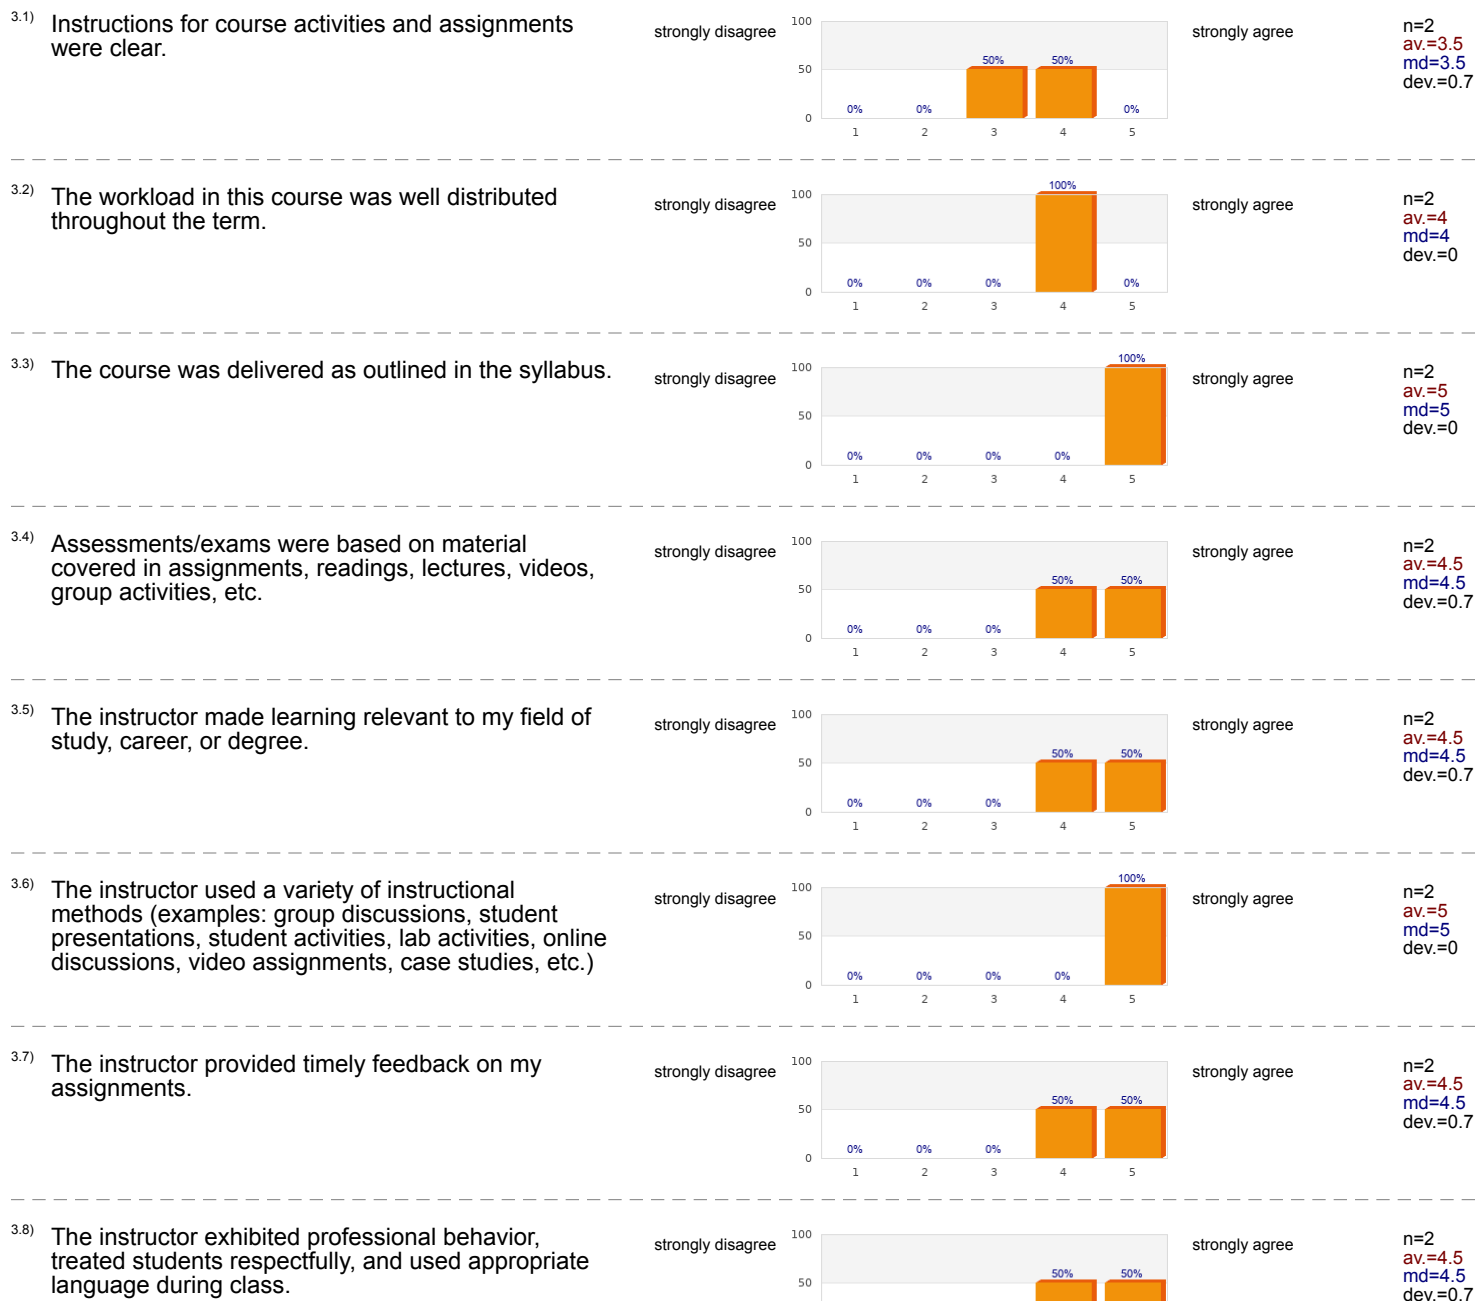 3.1) Instructions for course activities and assignments
were clear.
strongly disagree
100
50
0
0%
0%
50%
50%
0%
1 2 3 4 5
strongly agree
n=2
av.=3.5
md=3.5
dev.=0.7
3.2) The workload in this course was well distributed
throughout the term.
strongly disagree
100
50
0
0%
0%
0%
100%
0%
1 2 3 4 5
strongly agree
n=2
av.=4
md=4
dev.=0
3.3) The course was delivered as outlined in the syllabus.
strongly disagree
100
50
0
0%
0%
0%
0%
100%
1 2 3 4 5
strongly agree
n=2
av.=5
md=5
dev.=0
3.4) Assessments/exams were based on material
covered in assignments, readings, lectures, videos,
group activities, etc.
strongly disagree
100
50
0
0%
0%
0%
50%
50%
1 2 3 4 5
strongly agree
n=2
av.=4.5
md=4.5
dev.=0.7
3.5) The instructor made learning relevant to my field of
study, career, or degree.
strongly disagree
100
50
0
0%
0%
0%
50%
50%
1 2 3 4 5
strongly agree
n=2
av.=4.5
md=4.5
dev.=0.7
3.6) The instructor used a variety of instructional
methods (examples: group discussions, student
presentations, student activities, lab activities, online
discussions, video assignments, case studies, etc.)
strongly disagree
100
50
0
0%
0%
0%
0%
100%
1 2 3 4 5
strongly agree
n=2
av.=5
md=5
dev.=0
3.7) The instructor provided timely feedback on my
assignments.
strongly disagree
100
50
0
0%
0%
0%
50%
50%
1 2 3 4 5
strongly agree
n=2
av.=4.5
md=4.5
dev.=0.7
3.8) The instructor exhibited professional behavior,
treated students respectfully, and used appropriate
language during class.
strongly disagree
100
50
50%
50%
strongly agree
n=2
av.=4.5
md=4.5
dev.=0.7